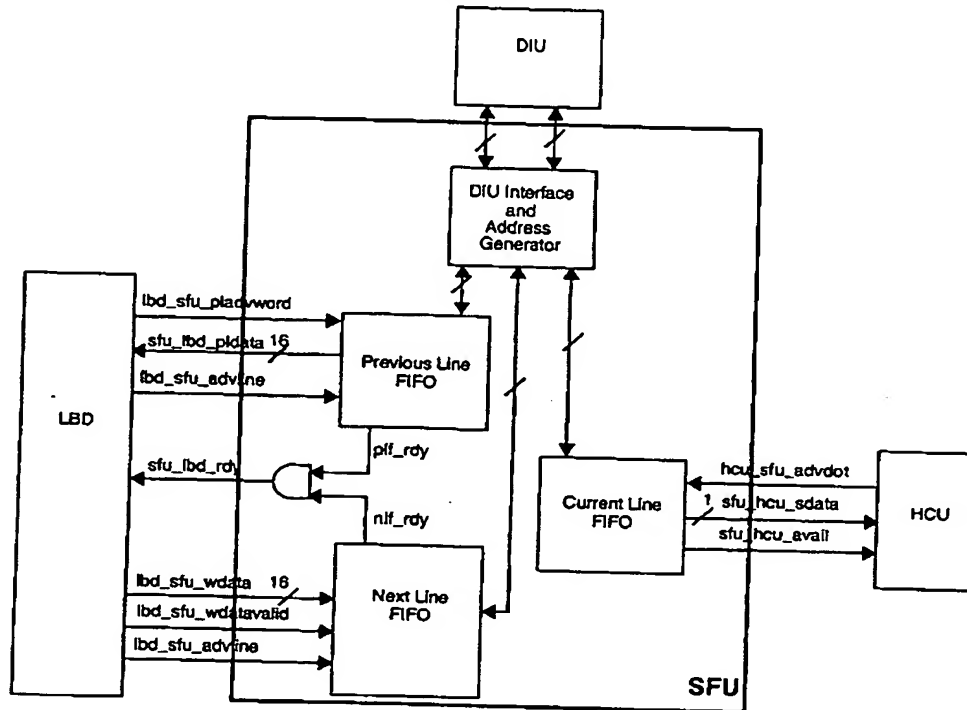 DIU
DIU Interface
and
Address
Generator
lbd_sfu_pladvword
sfu_lbd_pldata 16
Previous Line
FIFO
lbd_sfu_advline
LBD
plf_rdy
sfu_lbd_rdy
hcu_sfu_advdot
Current Line
FIFO
1 sfu_hcu_sdata
HCU
nlf_rdy
sfu_hcu_avail
lbd_sfu_wdata 16
Next Line
FIFO
lbd_sfu_wdatavalid
lbd_sfu_advline
SFU